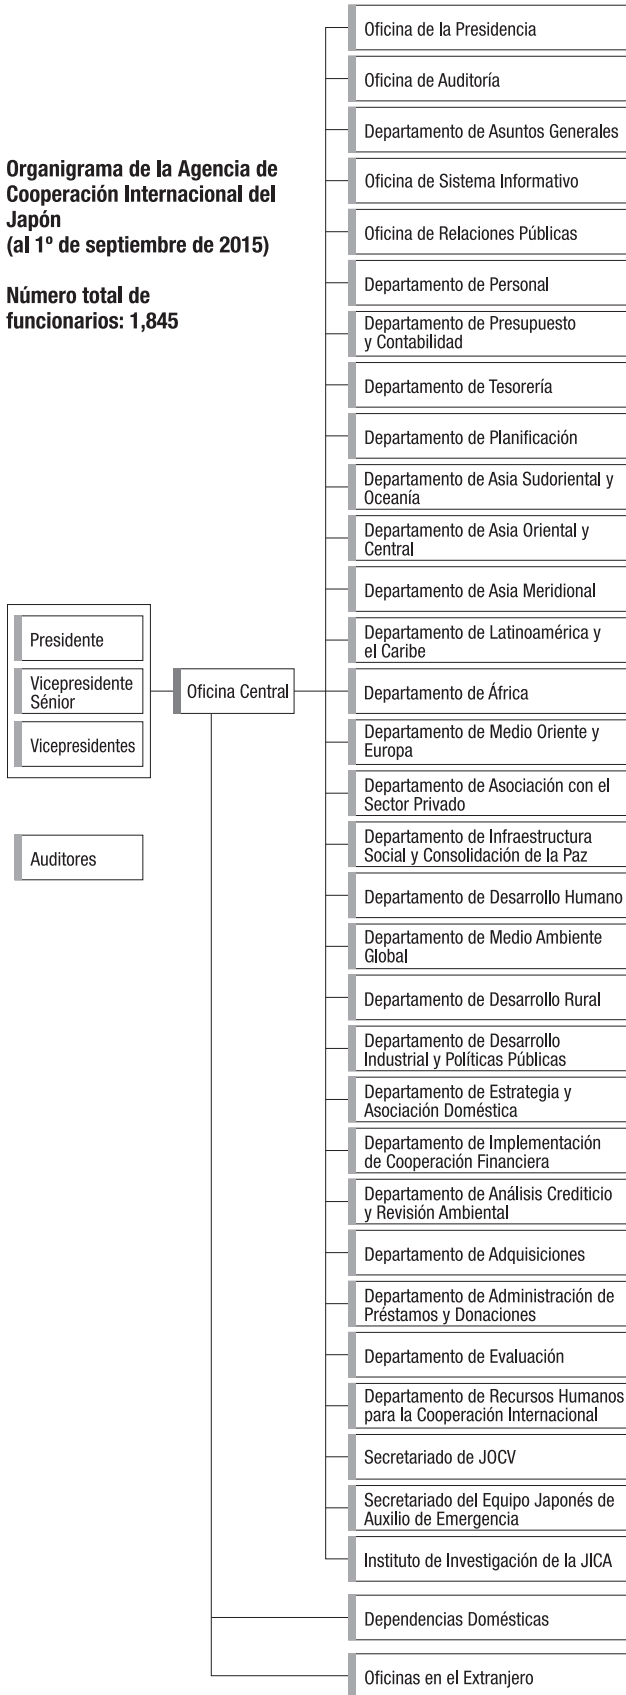 Organigrama de la Agencia de
Cooperación Internacional del
Japón
(al 1º de septiembre de 2015)
Número total de
funcionarios: 1,845
Presidente
Vicepresidente
Sénior
Vicepresidentes
Auditores
Oficina Central
Oficina de la Presidencia
Oficina de Auditoría
Departamento de Asuntos Generales
Oficina de Sistema Informativo
Oficina de Relaciones Públicas
Departamento de Personal
Departamento de Presupuesto
y Contabilidad
Departamento de Tesorería
Departamento de Planificación
Departamento de Asia Sudoriental y
Oceanía
Departamento de Asia Oriental y
Central
Departamento de Asia Meridional
Departamento de Latinoamérica y
el Caribe
Departamento de África
Departamento de Medio Oriente y
Europa
Departamento de Asociación con el
Sector Privado
Departamento de Infraestructura
Social y Consolidación de la Paz
Departamento de Desarrollo Humano
Departamento de Medio Ambiente
Global
Departamento de Desarrollo Rural
Departamento de Desarrollo
Industrial y Políticas Públicas
Departamento de Estrategia y
Asociación Doméstica
Departamento de Implementación
de Cooperación Financiera
Departamento de Análisis Crediticio
y Revisión Ambiental
Departamento de Adquisiciones
Departamento de Administración de
Préstamos y Donaciones
Departamento de Evaluación
Departamento de Recursos Humanos
para la Cooperación Internacional
Secretariado de JOCV
Secretariado del Equipo Japonés de
Auxilio de Emergencia
Instituto de Investigación de la JICA
Dependencias Domésticas
Oficinas en el Extranjero